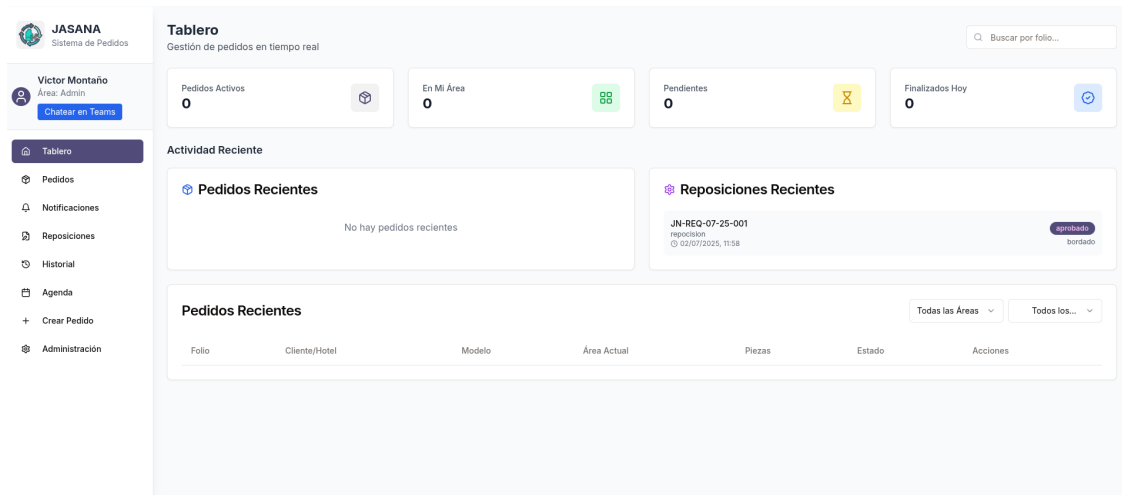 JASANA
Sistema de Pedidos
Victor Montaño
Área: Admin
Chatear en Teams
Tablero
Pedidos
Notificaciones
Reposiciones
Historial
Agenda
Crear Pedido
Administración
Tablero
Gestión de pedidos en tiempo real
Buscar por folio...
Pedidos Activos
0
En Mi Área
0
Pendientes
0
Finalizados Hoy
0
Actividad Reciente
Pedidos Recientes
No hay pedidos recientes
Reposiciones Recientes
JN-REQ-07-25-001
repocision
02/07/2025, 11:58
aprobado
bordado
Pedidos Recientes
Todas las Áreas
Todos los...
Folio Cliente/Hotel Modelo Área Actual Piezas Estado Acciones